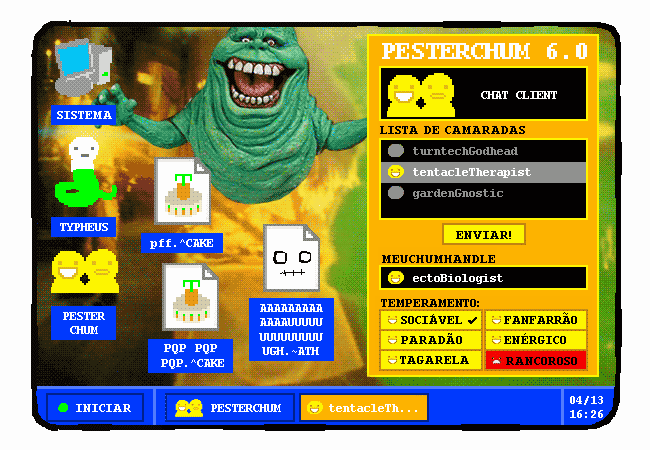 SISTEMA
TYPHEUS
PESTER
CHUM
pff.^CAKE
PQP PQP
PQP.^CAKE
AAAAAAAAA
AAAAUUUUU
UUUUUUUUU
UGH.~ATH
PESTERCHUM 6.0
CHAT CLIENT
LISTA DE CAMARADAS
turntechGodhead
tentacleTherapist
gardenGnostic
ENVIAR!
MEUCHUMHANDLE
ectoBiologist
TEMPERAMENTO:
SOCIÁVEL FANFARRÃO
PARADÃO ENÉRGICO
TAGARELA RANCOROSO
INICIAR PESTERCHUM tentacleTh... 04/13
16:26